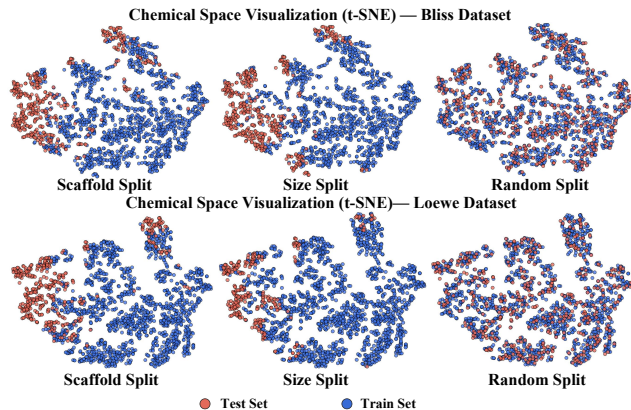 Chemical Space Visualization (t-SNE) — Bliss Dataset
Scaffold Split
Size Split
Random Split
Chemical Space Visualization (t-SNE)— Loewe Dataset
Scaffold Split
Size Split
Random Split
Test Set
Train Set